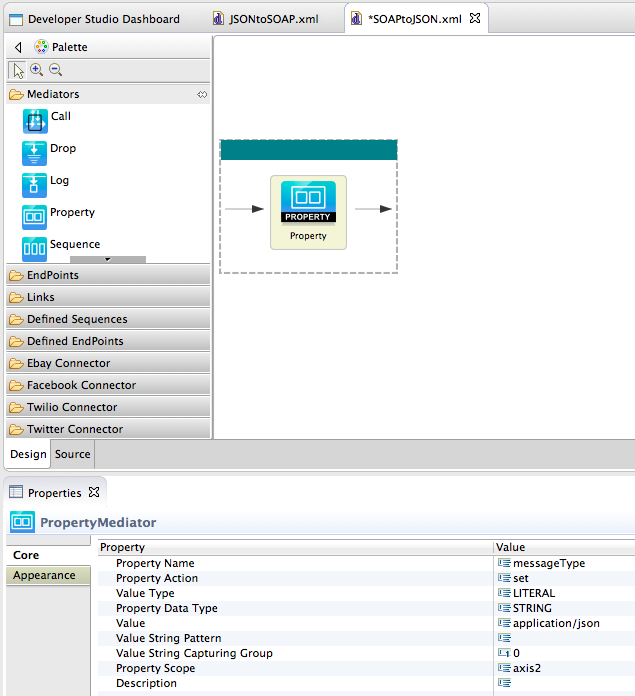 Developer Studio Dashboard JSONtoSOAP.xml *SOAPtoJSON.xml
Palette
Mediators
Call
Drop
Log
Property
Sequence
EndPoints
Links
Defined Sequences
Defined EndPoints
Ebay Connector
Facebook Connector
Twilio Connector
Twitter Connector
PROPERTY
Property
Design Source
Properties
PropertyMediator
Core
Appearance
Property Value
Property Name messageType
Property Action set
Value Type LITERAL
Property Data Type STRING
Value application/json
Value String Pattern
Value String Capturing Group 0
Property Scope axis2
Description